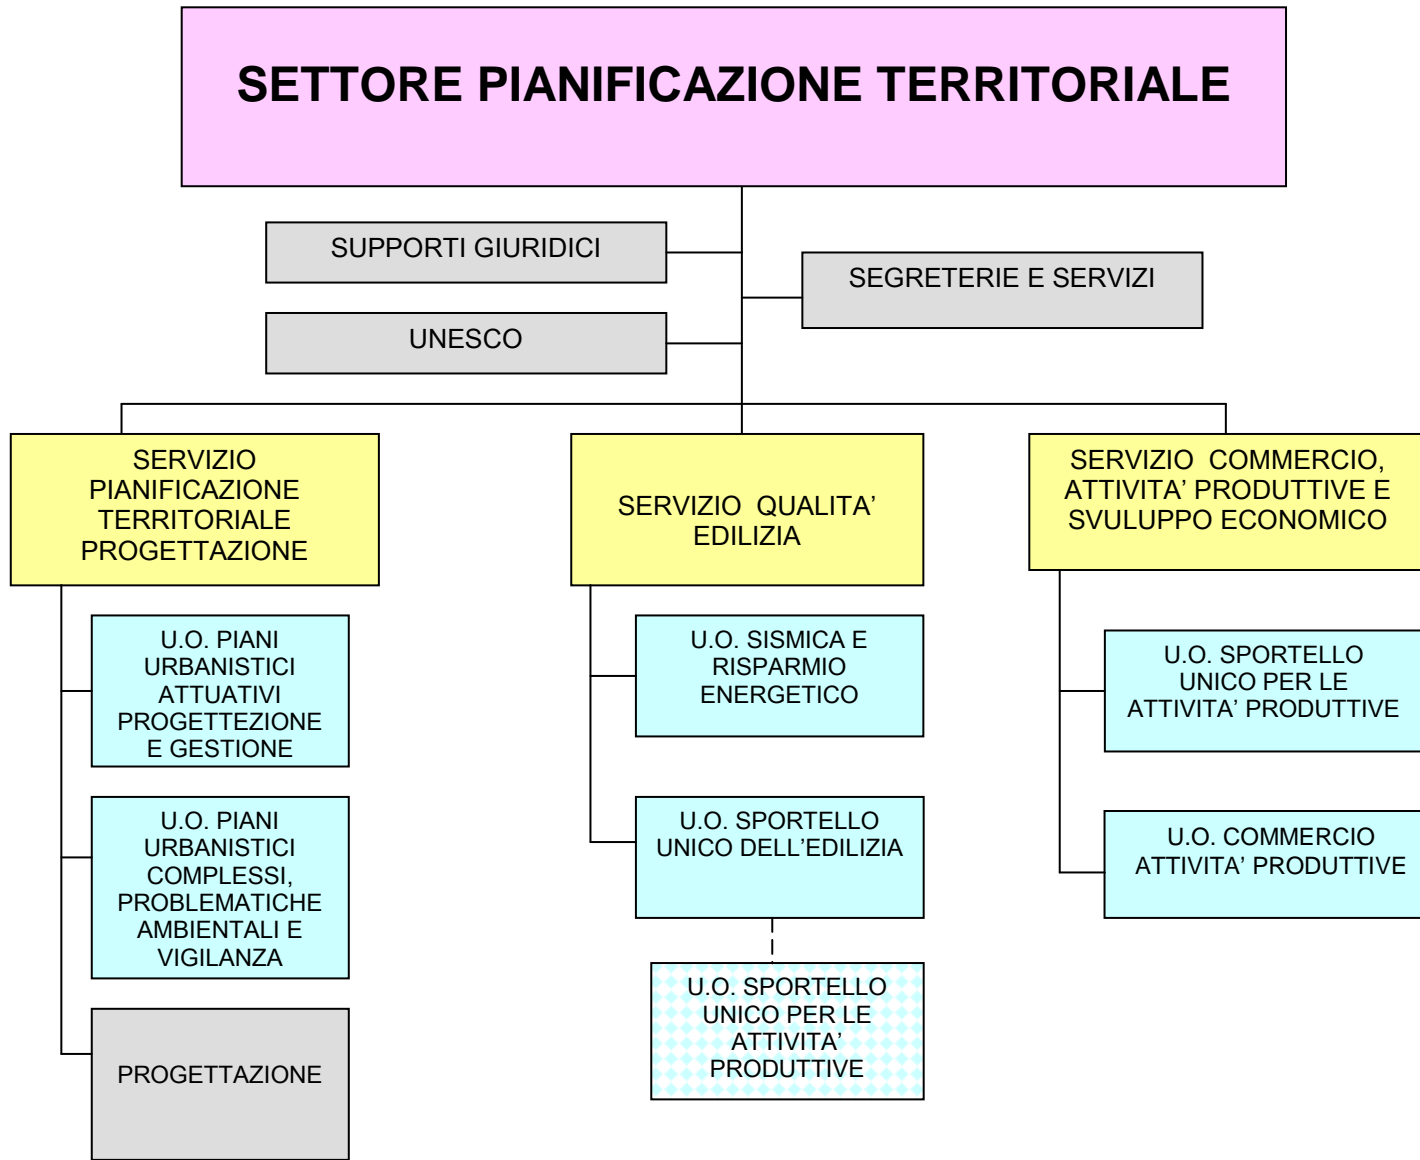 SETTORE PIANIFICAZIONE TERRITORIALE
SUPPORTI GIURIDICI
SEGRETERIE E SERVIZI
UNESCO
SERVIZIO
PIANIFICAZIONE
TERRITORIALE
PROGETTAZIONE
U.O. PIANI
URBANISTICI
ATTUATIVI
PROGETTEZIONE
E GESTIONE
U.O. PIANI
URBANISTICI
COMPLESSI,
PROBLEMATICHE
AMBIENTALI E
VIGILANZA
PROGETTAZIONE
SERVIZIO QUALITA’
EDILIZIA
U.O. SISMICA E
RISPARMIO
ENERGETICO
U.O. SPORTELLO
UNICO DELL’EDILIZIA
U.O. SPORTELLO
UNICO PER LE
ATTIVITA’
PRODUTTIVE
SERVIZIO COMMERCIO,
ATTIVITA’ PRODUTTIVE E
SVULUPPO ECONOMICO
U.O. SPORTELLO
UNICO PER LE
ATTIVITA’ PRODUTTIVE
U.O. COMMERCIO
ATTIVITA’ PRODUTTIVE